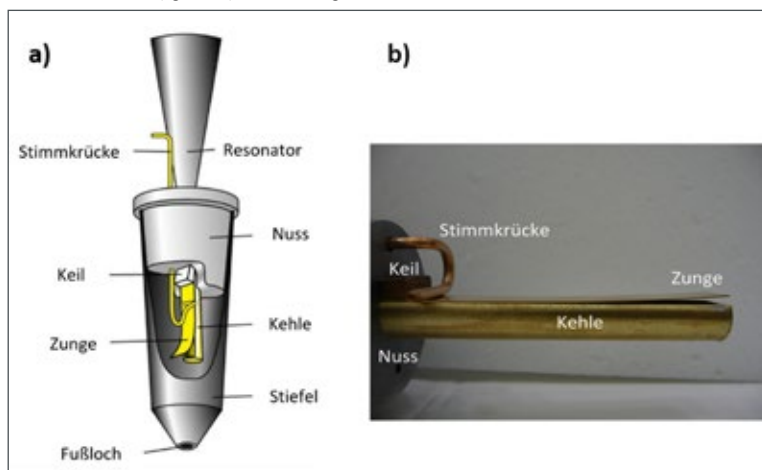 a)
b)
Stimmkrücke
Resonator
Nuss
Keil
Kehle
Zunge
Stiefel
Fußloch
Stimmkrücke
Keil
Zunge
Kehle
Nuss